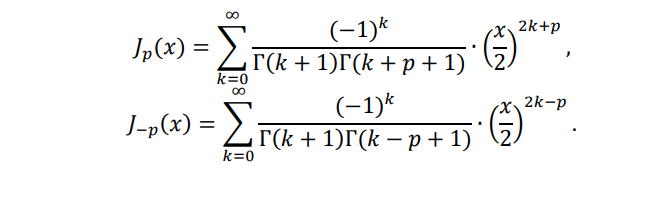 J_p(x) = \sum_{k=0}^{\infty} \frac{(-1)^k}{\Gamma(k+1)\Gamma(k+p+1)} \cdot \left(\frac{x}{2}\right)^{2k+p},
J_{-p}(x) = \sum_{k=0}^{\infty} \frac{(-1)^k}{\Gamma(k+1)\Gamma(k-p+1)} \cdot \left(\frac{x}{2}\right)^{2k-p}.